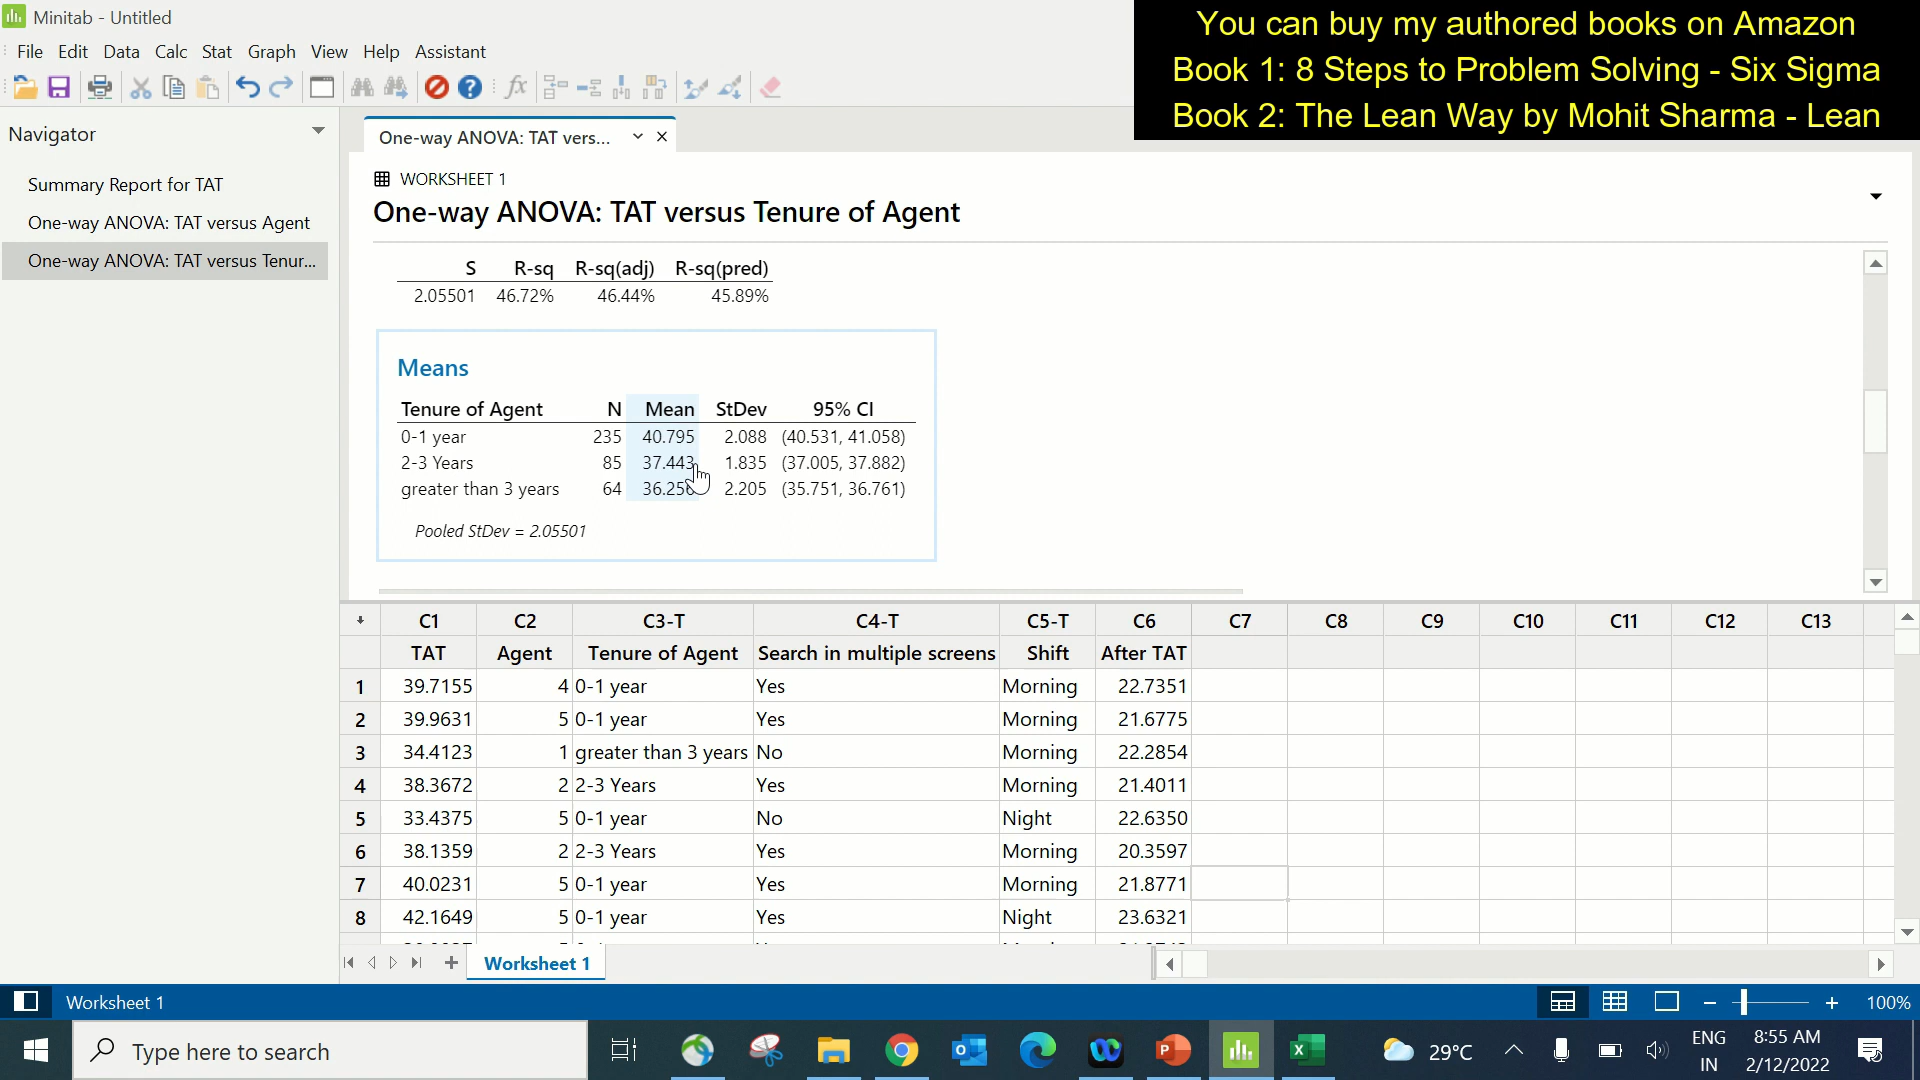 Minitab - Untitled
You can buy my authored books on Amazon
Book 1: 8 Steps to Problem Solving - Six Sigma
Book 2: The Lean Way by Mohit Sharma - Lean
File Edit Data Calc Stat Graph View Help Assistant
Navigator
Summary Report for TAT
One-way ANOVA: TAT versus Agent
One-way ANOVA: TAT versus Tenur...
One-way ANOVA: TAT vers...
WORKSHEET 1
One-way ANOVA: TAT versus Tenure of Agent
S R-sq R-sq(adj) R-sq(pred)
2.05501 46.72% 46.44% 45.89%
Means
Tenure of Agent N Mean StDev 95% CI
0-1 year 235 40.795 2.088 (40.531, 41.058)
2-3 Years 85 37.443 1.835 (37.005, 37.882)
greater than 3 years 64 2.205 (35.751, 36.761)
Pooled StDev = 2.05501
C1 C2 C3-T C4-T C5-T C6 C7 C8 C9 C10 C11 C12 C13
TAT Agent Tenure of Agent Search in multiple screens Shift After TAT
1 39.7155 4 0-1 year Yes Morning 22.7351
2 39.9631 5 0-1 year Yes Morning 21.6775
3 34.4123 1 greater than 3 years No Morning 22.2854
4 38.3672 2 2-3 Years Yes Morning 21.4011
5 33.4375 5 0-1 year No Night 22.6350
6 38.1359 2 2-3 Years Yes Morning 20.3597
7 40.0231 5 0-1 year Yes Morning 21.8771
8 42.1649 5 0-1 year Yes Night 23.6321
Worksheet 1
Worksheet 1
100%
Type here to search
29°C
ENG
IN
8:55 AM
2/12/2022